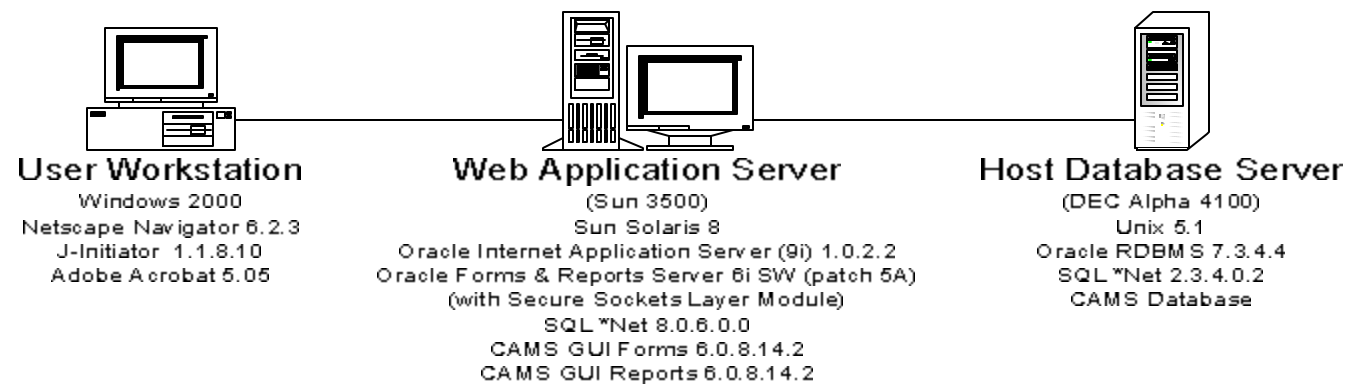 User Workstation
Windows 2000
Netscape Navigator 6.2.3
J-Initiator 1.1.8.10
Adobe Acrobat 5.05
Web Application Server
(Sun 3500)
Sun Solaris 8
Oracle Internet Application Server (9i) 1.0.2.2
Oracle Forms & Reports Server 6i SW (patch 5A)
(with Secure Sockets Layer Module)
SQL *Net 8.0.6.0.0
CAMS GUI Forms 6.0.8.14.2
CAMS GUI Reports 6.0.8.14.2
Host Database Server
(DEC Alpha 4100)
Unix 5.1
Oracle RDBMS 7.3.4.4
SQL *Net 2.3.4.0.2
CAMS Database